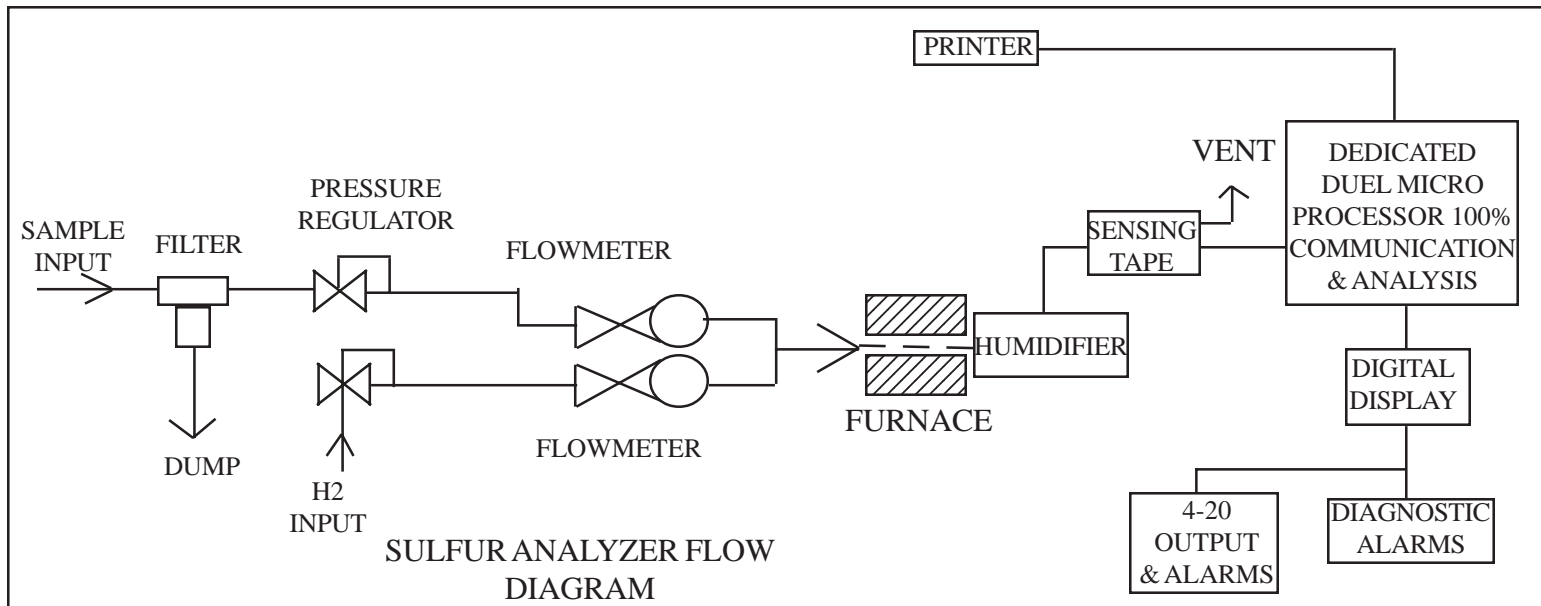 PRINTER
VENT
DEDICATED
DUEL MICRO
PROCESSOR 100%
COMMUNICATION
& ANALYSIS
PRESSURE
REGULATOR
SAMPLE
INPUT
FILTER
FLOWMETER
SENSING
TAPE
HUMIDIFIER
FURNACE
DIGITAL
DISPLAY
DUMP
FLOWMETER
H2
INPUT
4-20
OUTPUT
& ALARMS
DIAGNOSTIC
ALARMS
SULFUR ANALYZER FLOW
DIAGRAM